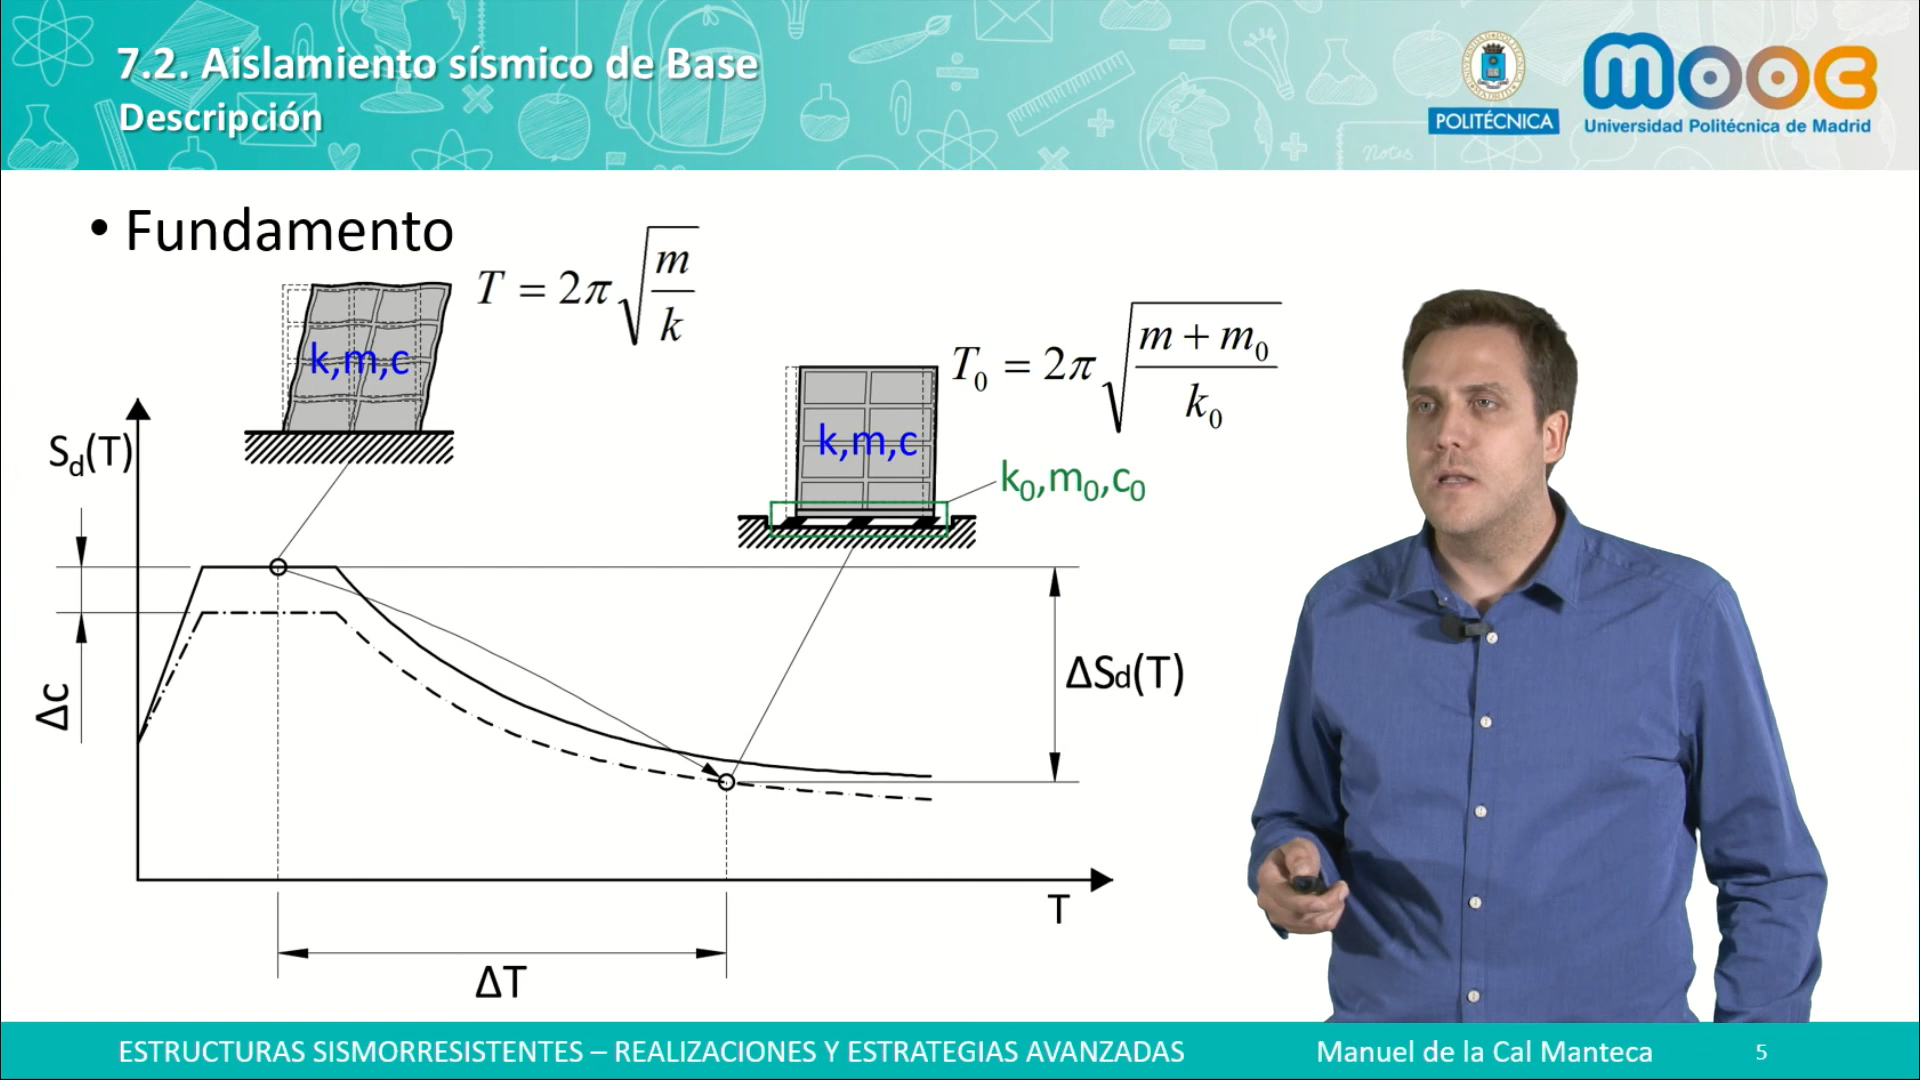 7.2. Aislamiento sísmico de Base
Descripción
POLITÉCNICA
mooc
Universidad Politécnica de Madrid
Notes
• Fundamento
T = 2π√(m/k)
k,m,c
T₀ = 2π√((m + m₀)/k₀)
k,m,c
k₀,m₀,c₀
Sd(T)
Δc
ΔSd(T)
T
ΔT
ESTRUCTURAS SISMORRESISTENTES – REALIZACIONES Y ESTRATEGIAS AVANZADAS
Manuel de la Cal Manteca
5